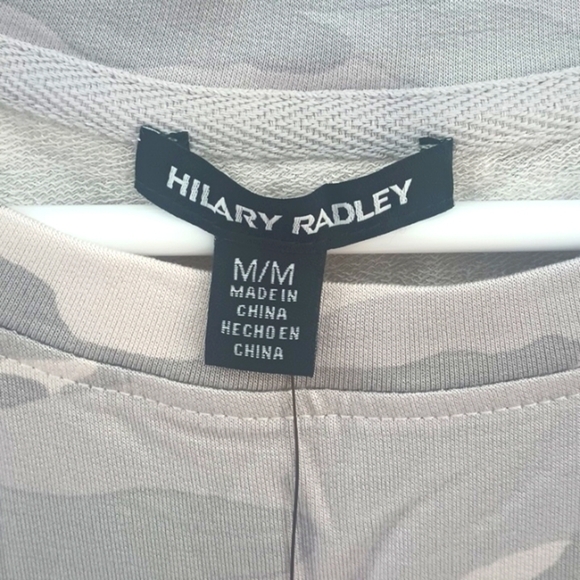 HILARY RADLEY
M/M
MADE IN
CHINA
HECHO EN
CHINA